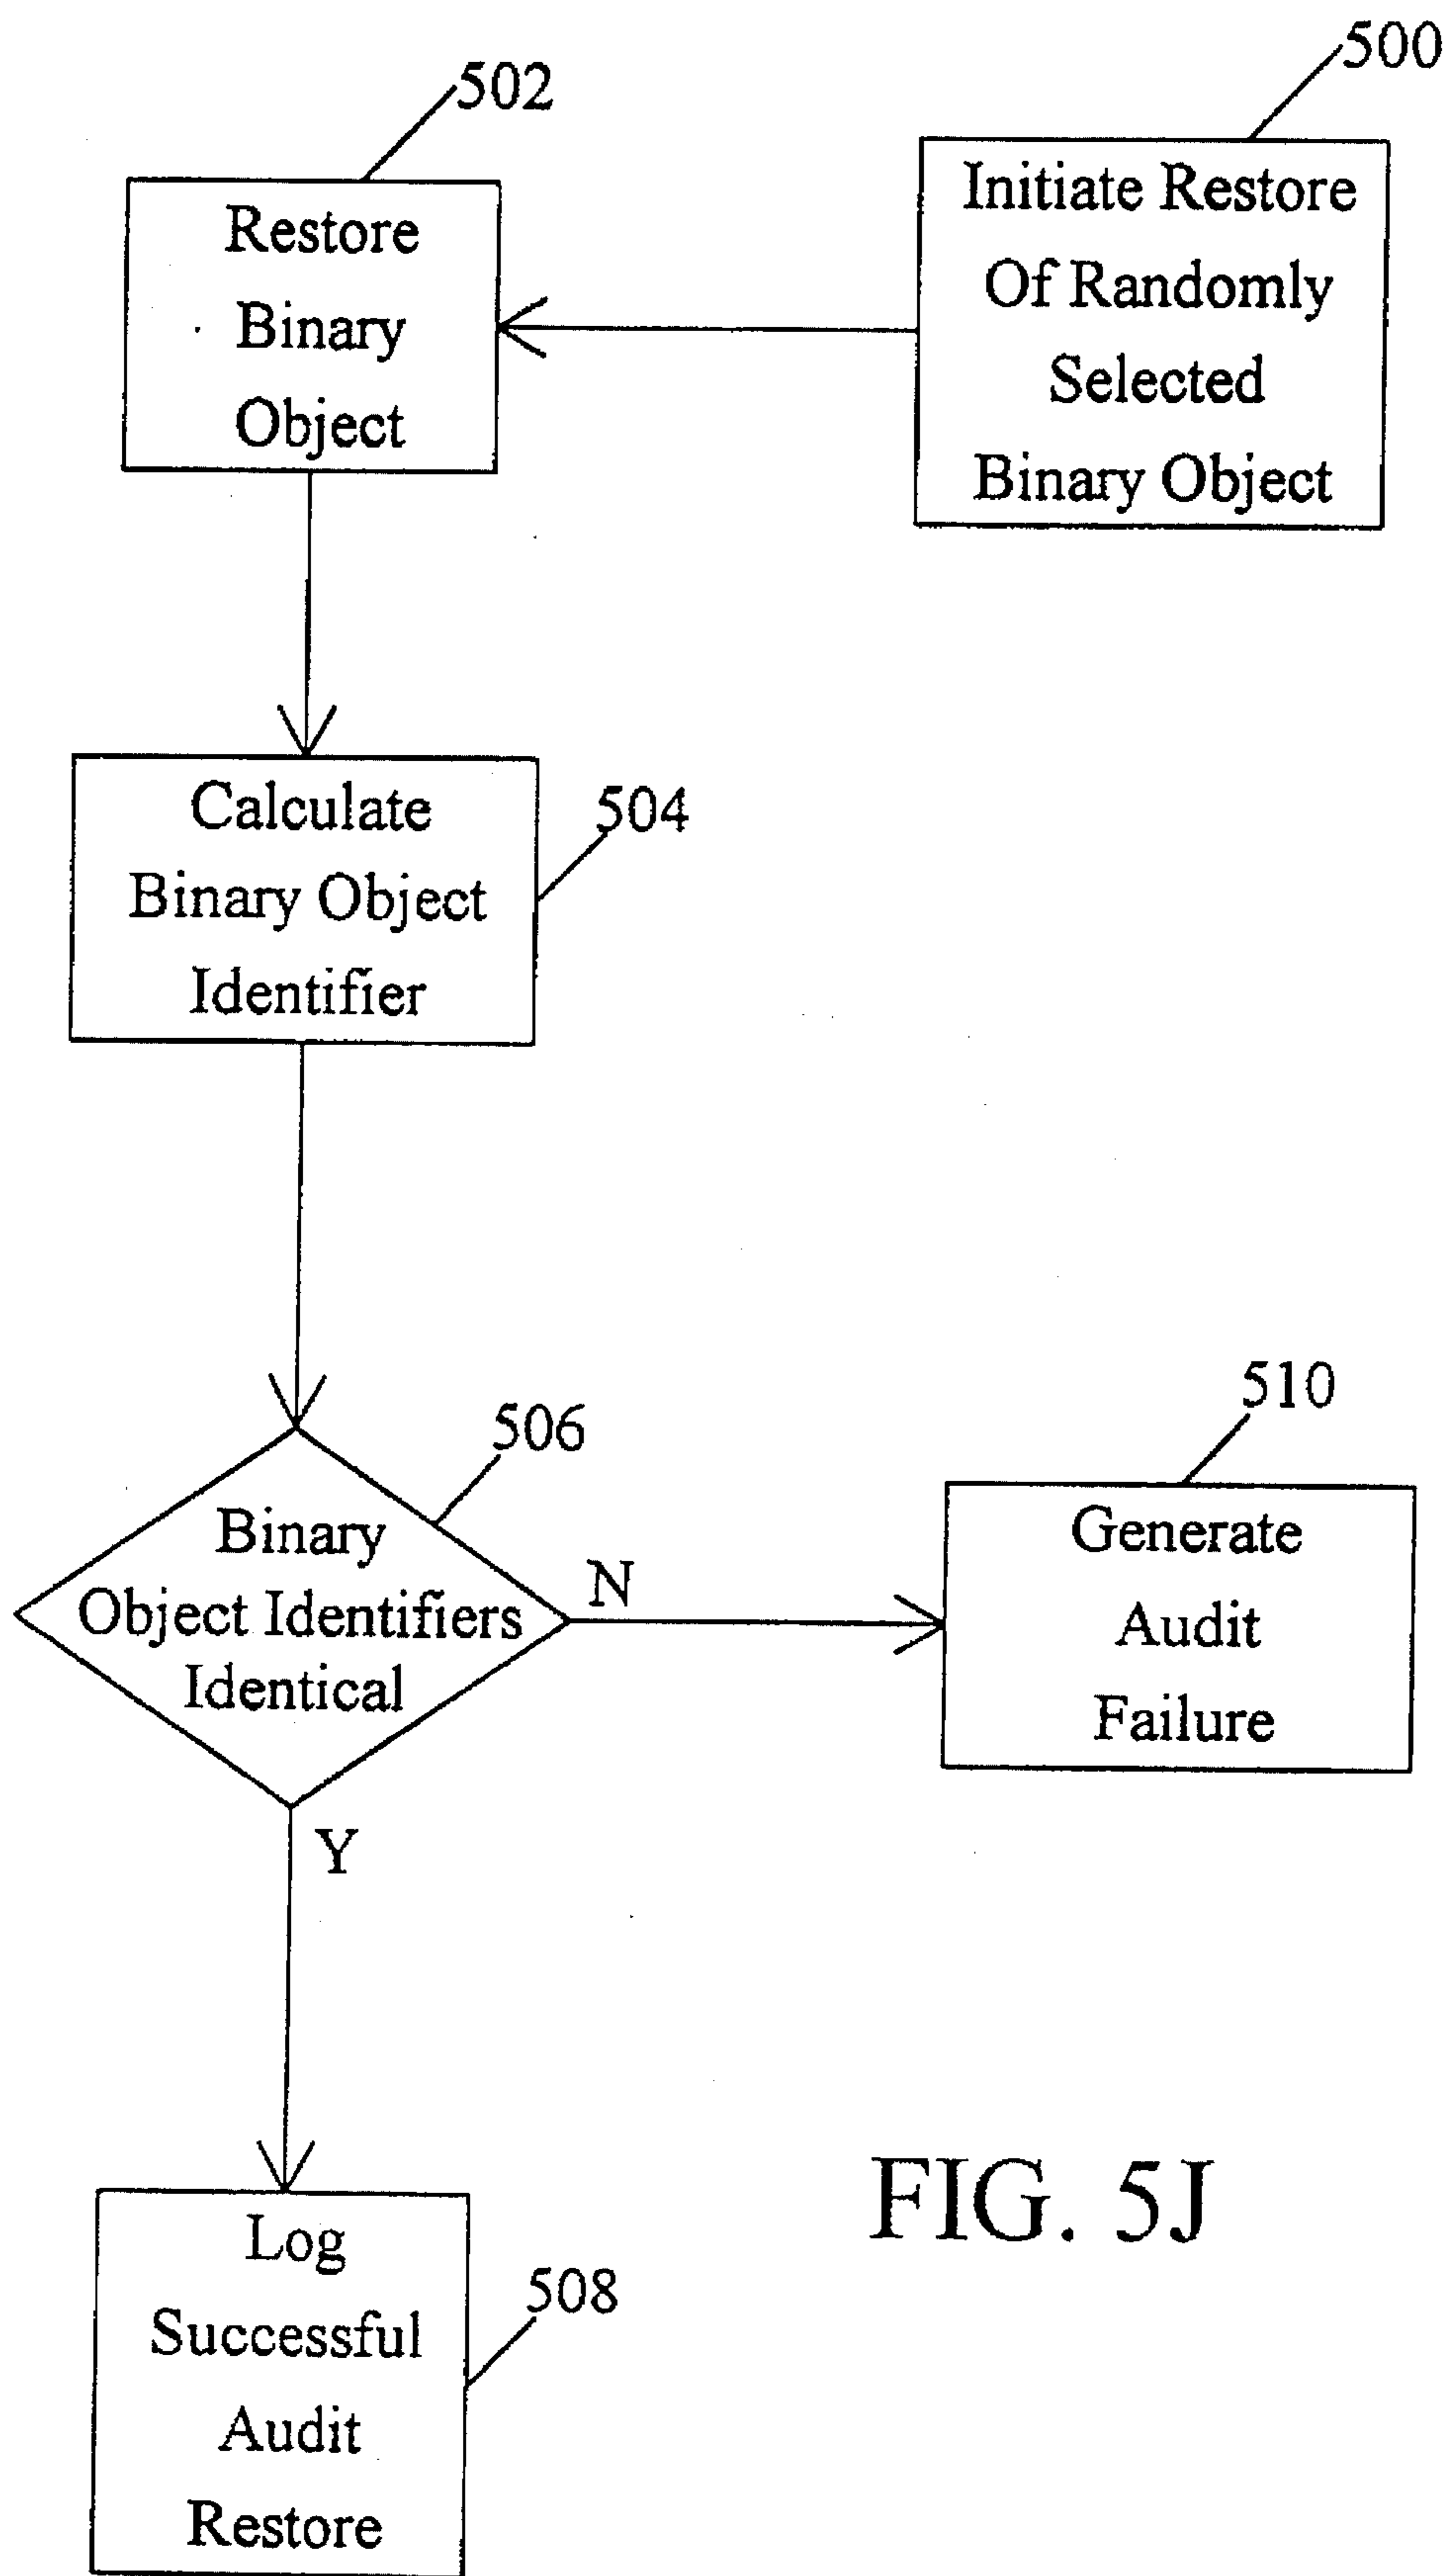 500
Initiate Restore
Of Randomly
Selected
Binary Object
502
Restore
Binary
Object
Calculate
Binary Object
Identifier
504
506
Binary
Object Identifiers
Identical
N
Y
510
Generate
Audit
Failure
Log
Successful
Audit
Restore
508
FIG. 5J